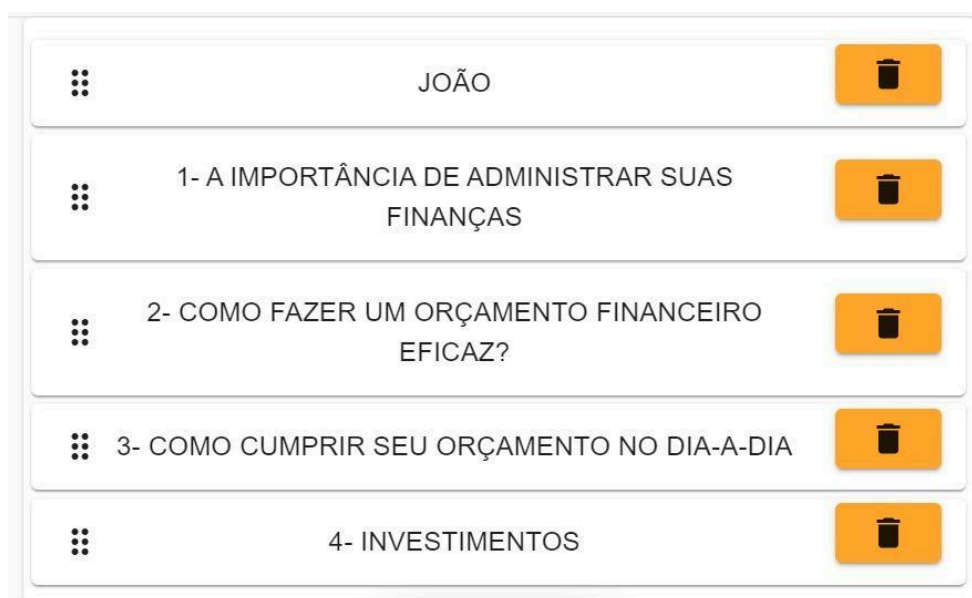 JOÃO
1- A IMPORTÂNCIA DE ADMINISTRAR SUAS
FINANÇAS
2- COMO FAZER UM ORÇAMENTO FINANCEIRO
EFICAZ?
3- COMO CUMPRIR SEU ORÇAMENTO NO DIA-A-DIA
4- INVESTIMENTOS